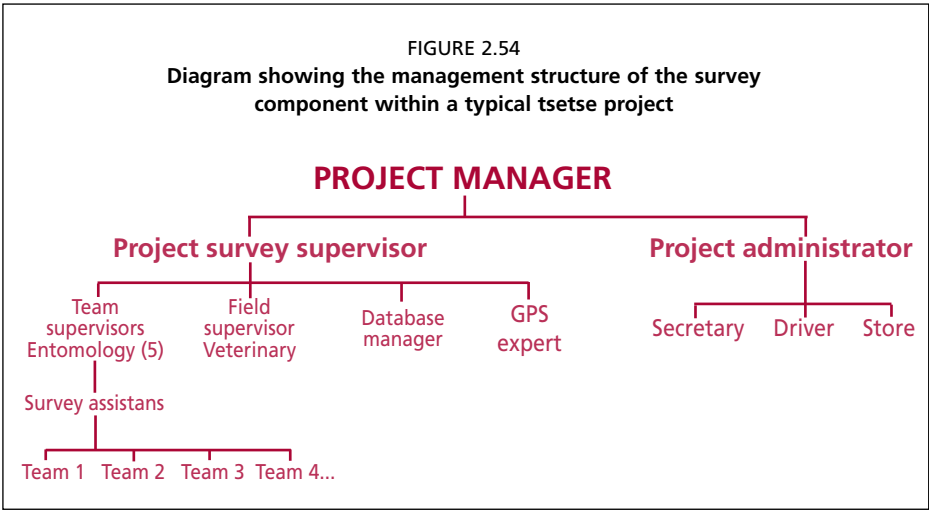 FIGURE 2.54
Diagram showing the management structure of the survey
component within a typical tsetse project
PROJECT MANAGER
Project survey supervisor
Project administrator
Team
supervisors
Entomology (5)
Field
supervisor
Veterinary
Database
manager
GPS
expert
Secretary
Driver
Store
Survey assistans
Team 1
Team 2
Team 3
Team 4...